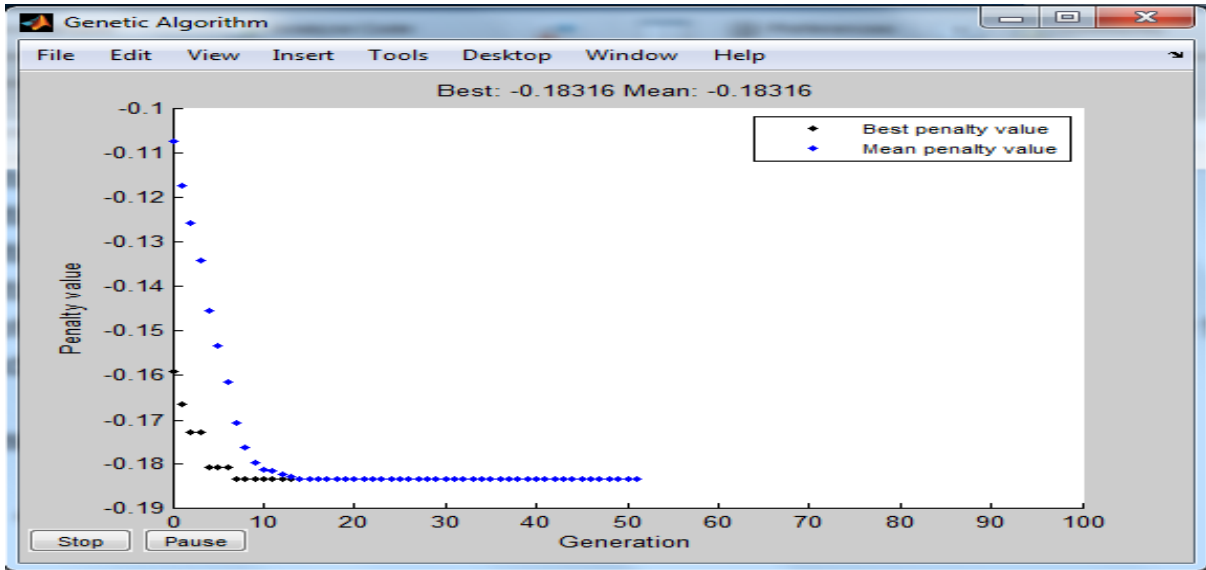 Genetic Algorithm
File Edit View Insert Tools Desktop Window Help
Best: -0.18316 Mean: -0.18316
Best penalty value
Mean penalty value
Penalty value
-0.1
-0.11
-0.12
-0.13
-0.14
-0.15
-0.16
-0.17
-0.18
-0.19
0 10 20 30 40 50 60 70 80 90 100
Generation
Stop Pause